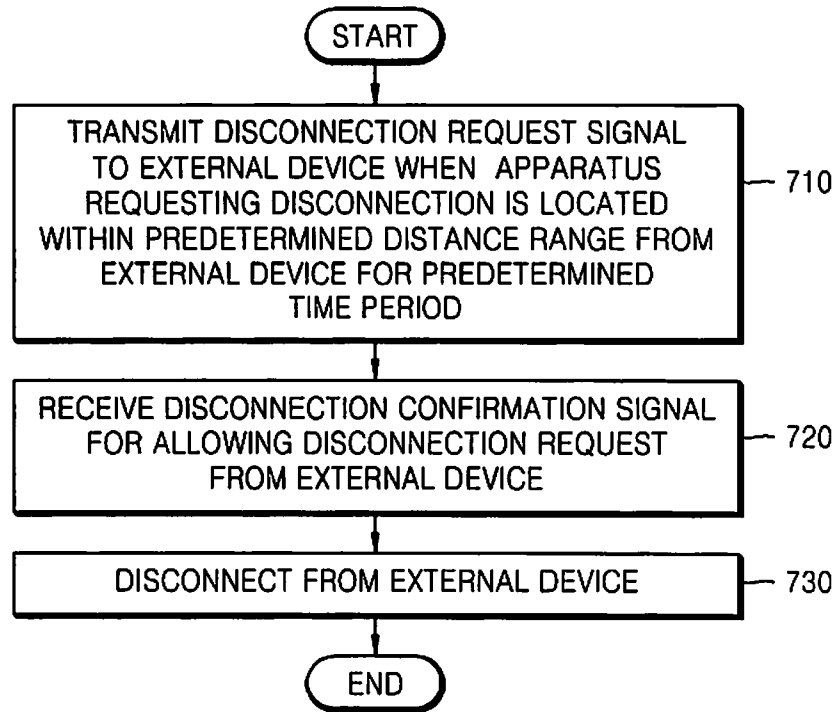 START
TRANSMIT DISCONNECTION REQUEST SIGNAL
TO EXTERNAL DEVICE WHEN APPARATUS
REQUESTING DISCONNECTION IS LOCATED
WITHIN PREDETERMINED DISTANCE RANGE FROM
EXTERNAL DEVICE FOR PREDETERMINED
TIME PERIOD
710
RECEIVE DISCONNECTION CONFIRMATION SIGNAL
FOR ALLOWING DISCONNECTION REQUEST
FROM EXTERNAL DEVICE
720
DISCONNECT FROM EXTERNAL DEVICE
730
END